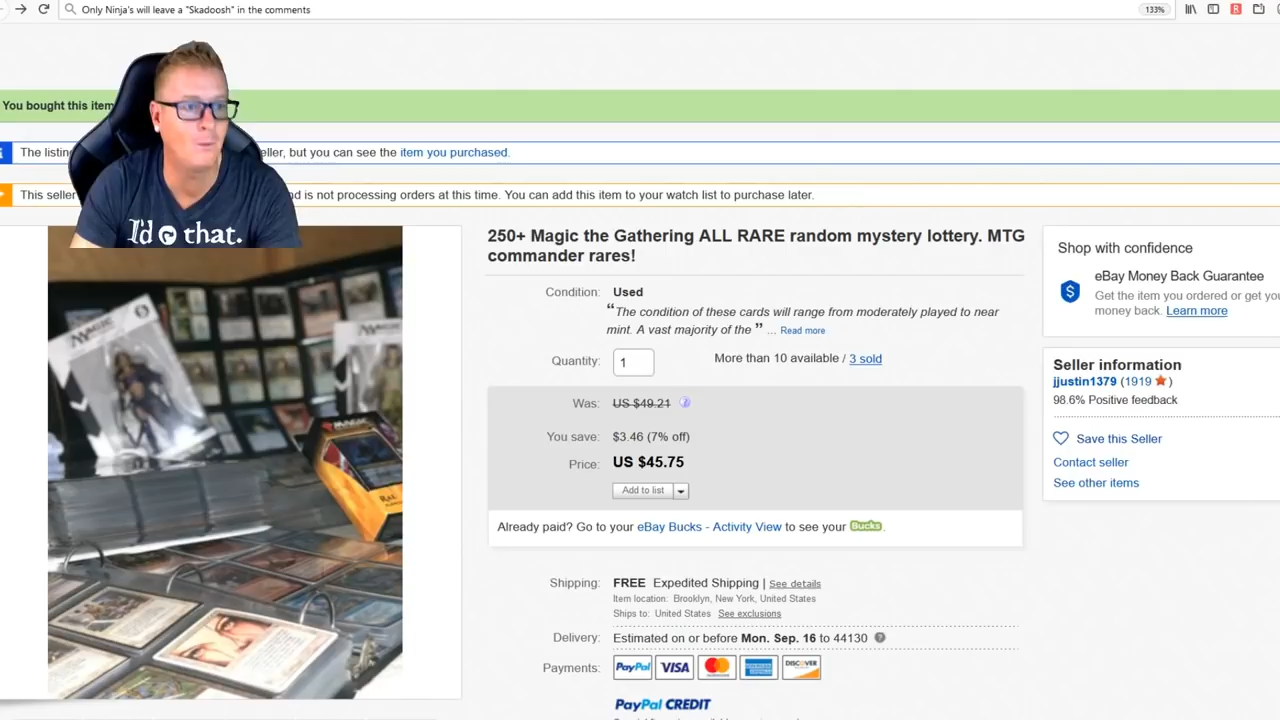 Only Ninja's will leave a "Skadoosh" in the comments
133%
You bought this item
The listing
eller, but you can see the item you purchased.
This seller
nd is not processing orders at this time. You can add this item to your watch list to purchase later.
I'd that.
250+ Magic the Gathering ALL RARE random mystery lottery. MTG
commander rares!
Condition: Used
“The condition of these cards will range from moderately played to near
mint. A vast majority of the ” ... Read more
Quantity: 1 More than 10 available / 3 sold
Was: US $49.21
You save: $3.46 (7% off)
Price: US $45.75
Add to list
Already paid? Go to your eBay Bucks - Activity View to see your Bucks.
Shipping: FREE Expedited Shipping | See details
Item location: Brooklyn, New York, United States
Ships to: United States See exclusions
Delivery: Estimated on or before Mon. Sep. 16 to 44130
Payments: PayPal VISA MasterCard AMERICAN EXPRESS DISCOVER
PayPal CREDIT
Shop with confidence
eBay Money Back Guarantee
Get the item you ordered or get you
money back. Learn more
Seller information
jjustin1379 (1919)
98.6% Positive feedback
Save this Seller
Contact seller
See other items
MAGIC
MAGIC